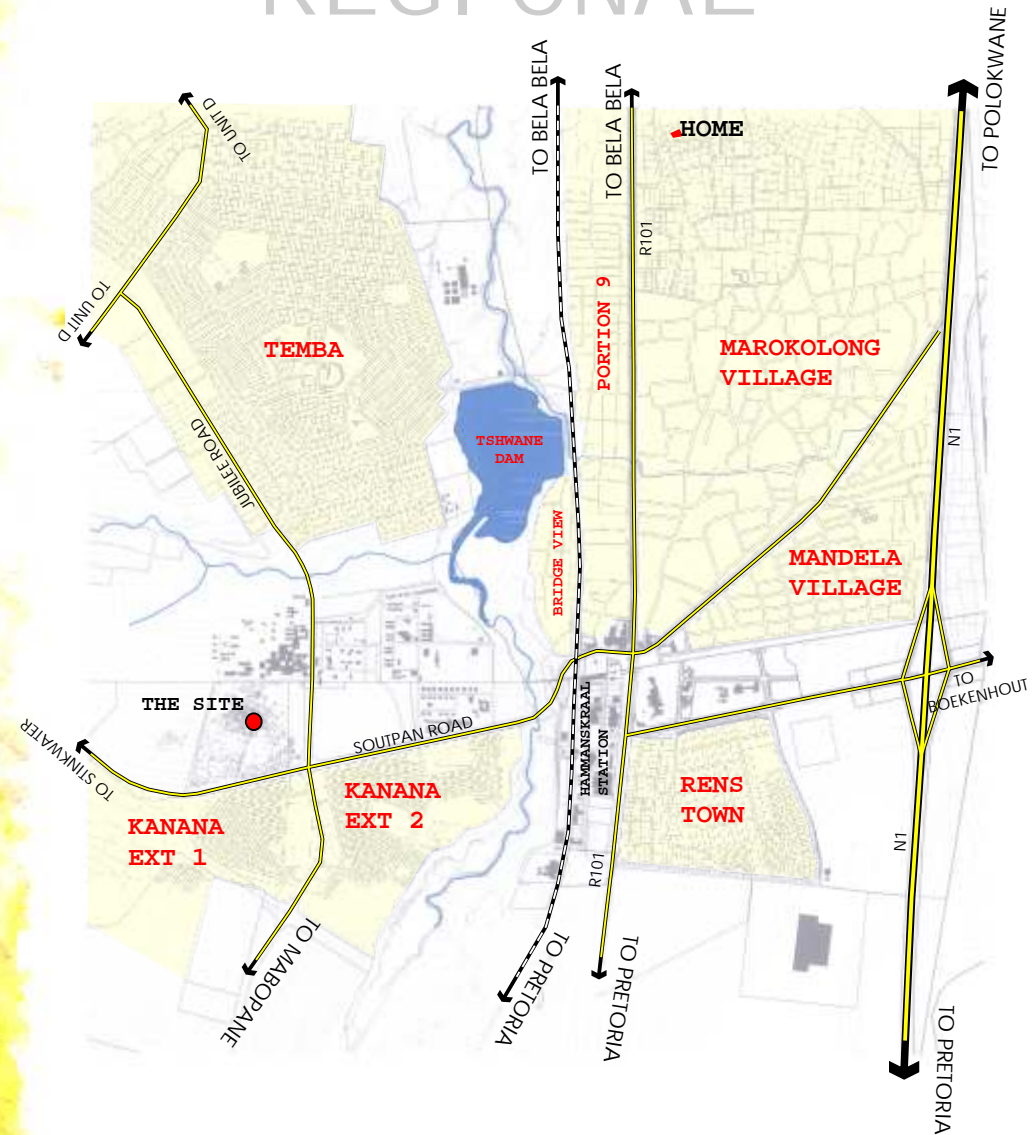 REGIONAL
TO POLOKWANE
TO BELA BELA
TO BELA BELA
TO UNIT D
TO UNIT D
HOME
R101
PORTION 9
TEMBA
MAROKOLONG
VILLAGE
N1
TSHWANE
DAM
JUBILEE ROAD
BRIDGE VIEW
MANDELA
VILLAGE
TO
BOEKENHOUT
THE SITE
SOUTPAN ROAD
HAMMANSKRAAL
STATION
TO STINKWATER
KANANA
EXT 2
KANANA
EXT 1
RENS
TOWN
R101
N1
TO MABOPANE
TO PRETORIA
TO PRETORIA
TO PRETORIA